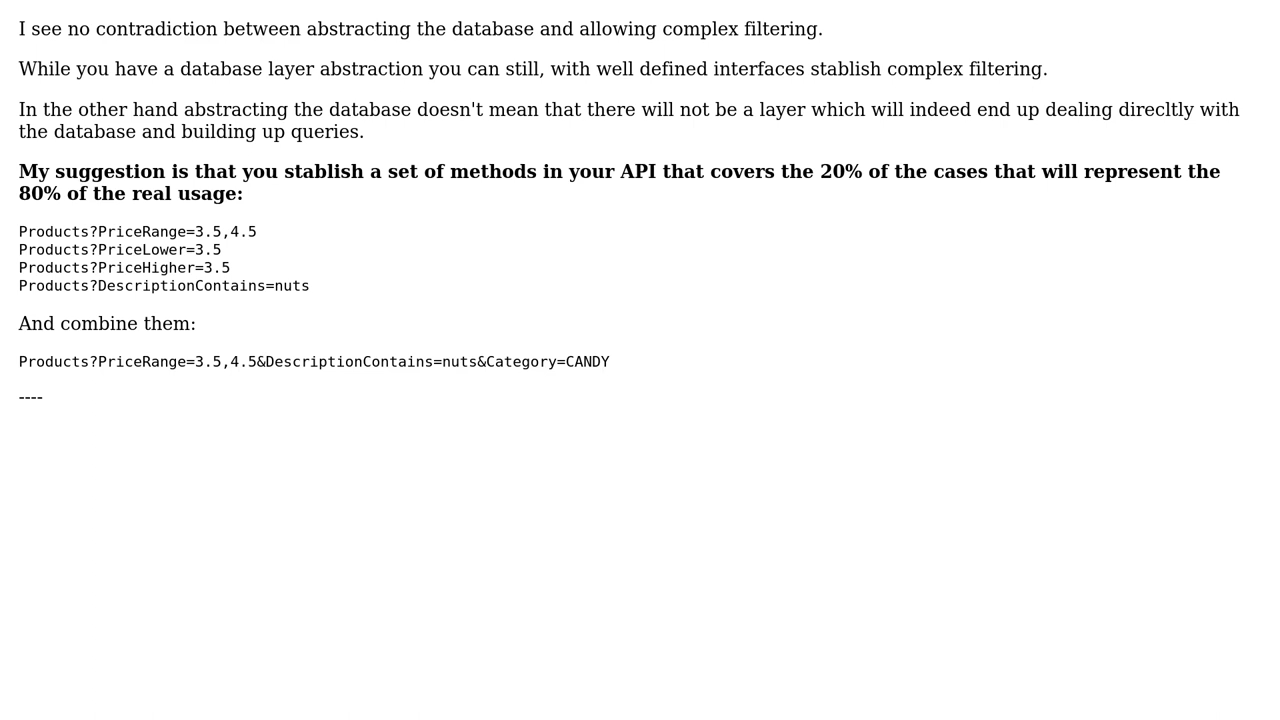 I see no contradiction between abstracting the database and allowing complex filtering.
While you have a database layer abstraction you can still, with well defined interfaces stablish complex filtering.
In the other hand abstracting the database doesn't mean that there will not be a layer which will indeed end up dealing direcltly with
the database and building up queries.
My suggestion is that you stablish a set of methods in your API that covers the 20% of the cases that will represent the
80% of the real usage:
Products?PriceRange=3.5,4.5
Products?PriceLower=3.5
Products?PriceHigher=3.5
Products?DescriptionContains=nuts
And combine them:
Products?PriceRange=3.5,4.5&DescriptionContains=nuts&Category=CANDY
----